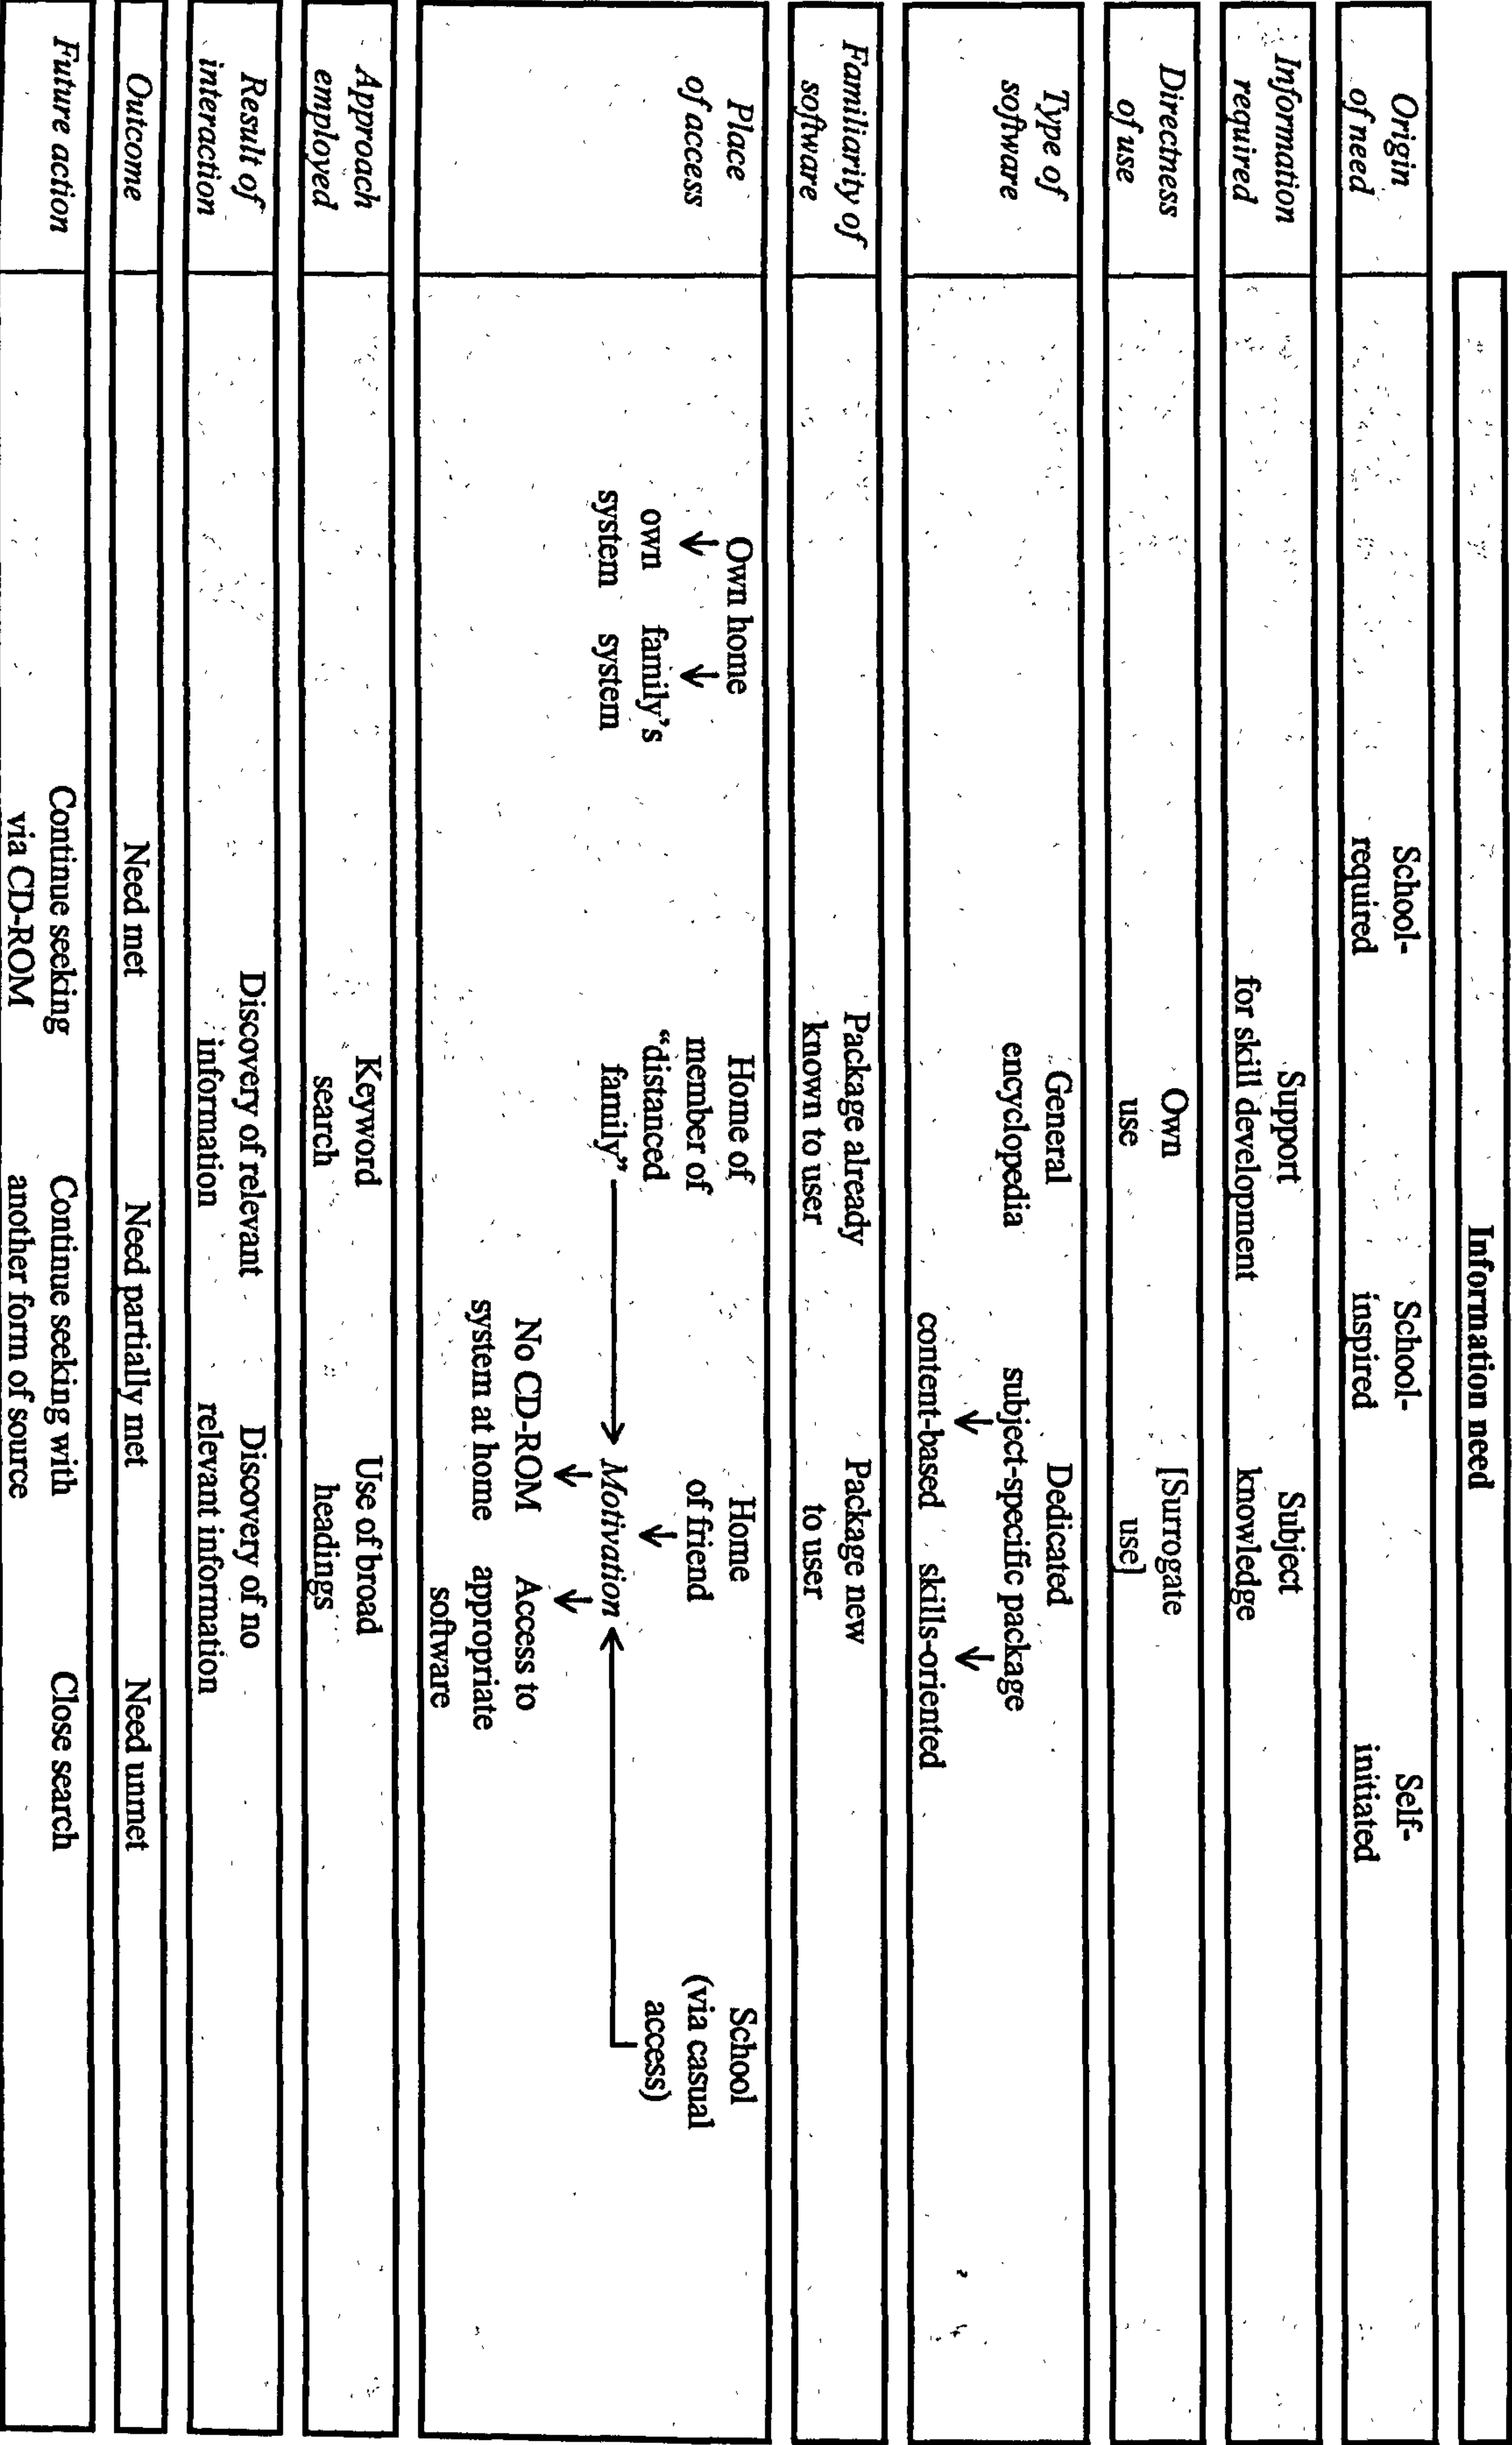 Information need
Origin
of need
School-
required
School-
inspired
Self-
initiated
Information
required
Support
for skill development
Subject
knowledge
Directness
of use
Own
use
[Surrogate
use]
Type of
software
General
encyclopedia
Dedicated
subject-specific package
content-based skills-oriented
Familiarity of
software
Package already
known to user
Package new
to user
Place
of access
Own home
own family's
system system
Home of
member of
“distanced
family”
Home
of friend
School
(via casual
access)
Motivation
No CD-ROM
system at home
Access to
appropriate
software
Approach
employed
Keyword
search
Use of broad
headings
Result of
interaction
Discovery of relevant
information
Discovery of no
relevant information
Outcome
Need met
Need partially met
Need unmet
Future action
Continue seeking
via CD-ROM
Continue seeking with
another form of source
Close search